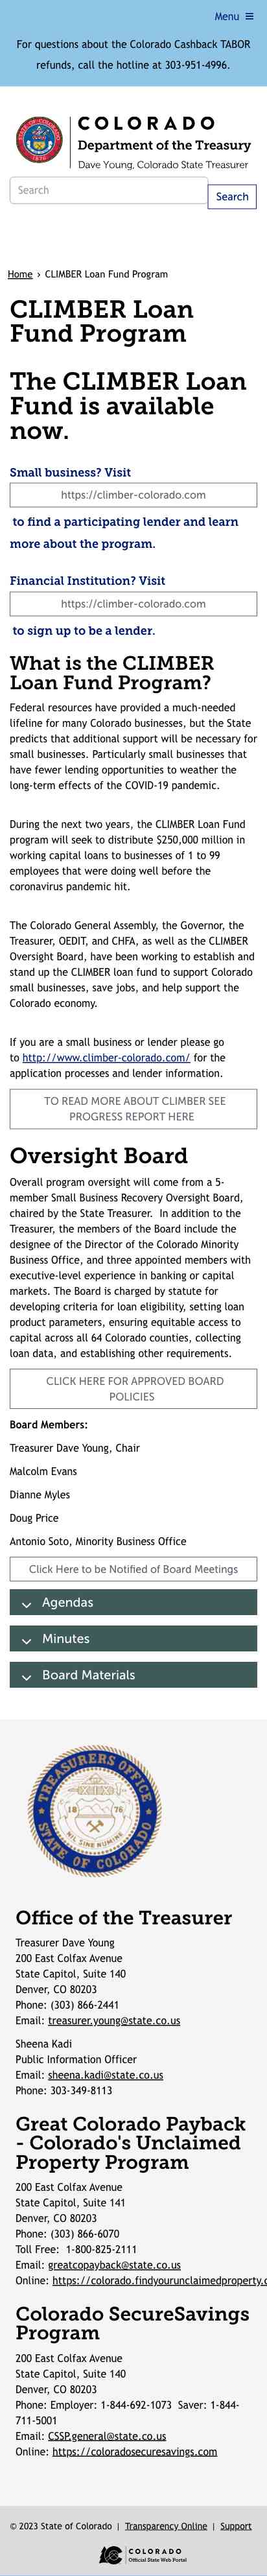 Menu ≡
For questions about the Colorado Cashback TABOR
refunds, call the hotline at 303-951-4996.
COLORADO
Department of the Treasury
Dave Young, Colorado State Treasurer
Search
Search
Home › CLIMBER Loan Fund Program
CLIMBER Loan
Fund Program
The CLIMBER Loan
Fund is available
now.
Small business? Visit
https://climber-colorado.com
to find a participating lender and learn
more about the program.
Financial Institution? Visit
https://climber-colorado.com
to sign up to be a lender.
What is the CLIMBER
Loan Fund Program?
Federal resources have provided a much-needed
lifeline for many Colorado businesses, but the State
predicts that additional support will be necessary for
small businesses. Particularly small businesses that
have fewer lending opportunities to weather the
long-term effects of the COVID-19 pandemic.
During the next two years, the CLIMBER Loan Fund
program will seek to distribute $250,000 million in
working capital loans to businesses of 1 to 99
employees that were doing well before the
coronavirus pandemic hit.
The Colorado General Assembly, the Governor, the
Treasurer, OEDIT, and CHFA, as well as the CLIMBER
Oversight Board, have been working to establish and
stand up the CLIMBER loan fund to support Colorado
small businesses, save jobs, and help support the
Colorado economy.
If you are a small business or lender please go
to http://www.climber-colorado.com/ for the
application processes and lender information.
TO READ MORE ABOUT CLIMBER SEE
PROGRESS REPORT HERE
Oversight Board
Overall program oversight will come from a 5-
member Small Business Recovery Oversight Board,
chaired by the State Treasurer.  In addition to the
Treasurer, the members of the Board include the
designee of the Director of the Colorado Minority
Business Office, and three appointed members with
executive-level experience in banking or capital
markets. The Board is charged by statute for
developing criteria for loan eligibility, setting loan
product parameters, ensuring equitable access to
capital across all 64 Colorado counties, collecting
loan data, and establishing other requirements.
CLICK HERE FOR APPROVED BOARD
POLICIES
Board Members:
Treasurer Dave Young, Chair
Malcolm Evans
Dianne Myles
Doug Price
Antonio Soto, Minority Business Office
Click Here to be Notified of Board Meetings
Agendas
Minutes
Board Materials
TREASURER'S OFFICE
18 76
NIL SINE NUMINE
STATE OF COLORADO
Office of the Treasurer
Treasurer Dave Young
200 East Colfax Avenue
State Capitol, Suite 140
Denver, CO 80203
Phone: (303) 866-2441
Email: treasurer.young@state.co.us
Sheena Kadi
Public Information Officer
Email: sheena.kadi@state.co.us
Phone: 303-349-8113
Great Colorado Payback
- Colorado's Unclaimed
Property Program
200 East Colfax Avenue
State Capitol, Suite 141
Denver, CO 80203
Phone: (303) 866-6070
Toll Free:  1-800-825-2111
Email: greatcopayback@state.co.us
Online: https://colorado.findyourunclaimedproperty.c
Colorado SecureSavings
Program
200 East Colfax Avenue
State Capitol, Suite 140
Denver, CO 80203
Phone: Employer: 1-844-692-1073  Saver: 1-844-
711-5001
Email: CSSP.general@state.co.us
Online: https://coloradosecuresavings.com
© 2023 State of Colorado | Transparency Online | Support
COLORADO
Official State Web Portal